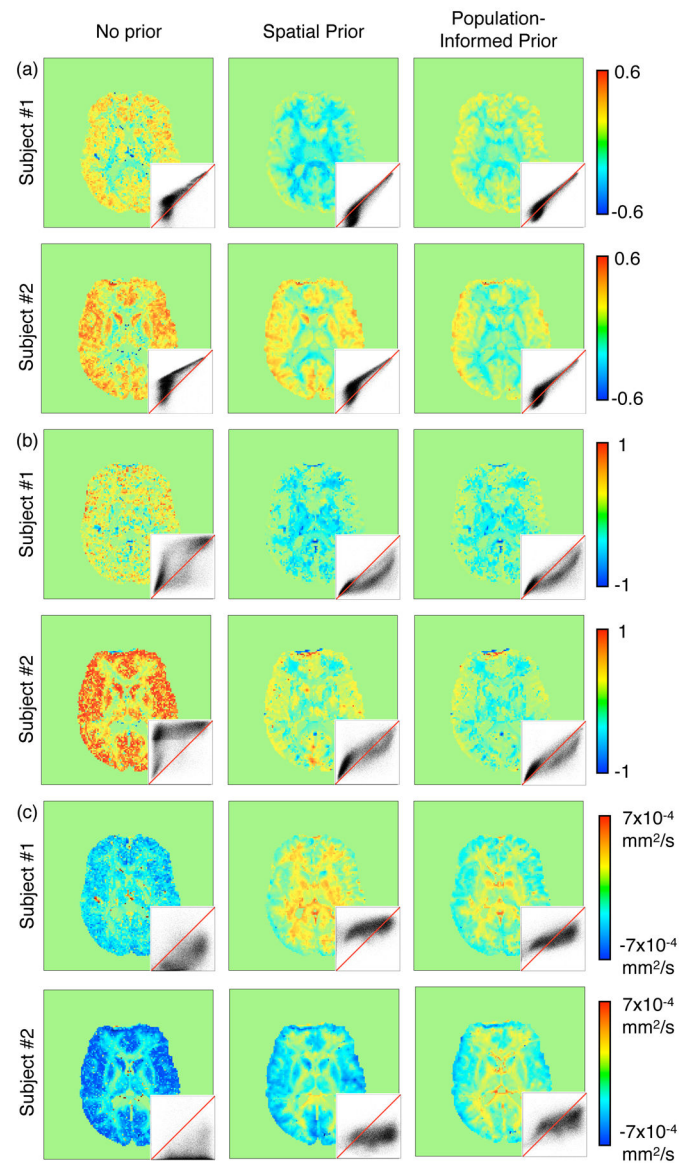 No prior
Spatial Prior
Population-
Informed Prior
(a)
Subject #1
0.6
-0.6
Subject #2
0.6
-0.6
(b)
Subject #1
1
-1
Subject #2
1
-1
(c)
Subject #1
7x10⁻⁴
mm²/s
-7x10⁻⁴
mm²/s
Subject #2
7x10⁻⁴
mm²/s
-7x10⁻⁴
mm²/s